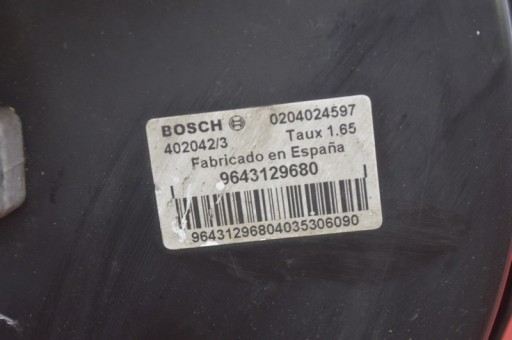 BOSCH 0204024597
402042/3 Taux 1.65
Fabricado en España
9643129680
96431296804035306090